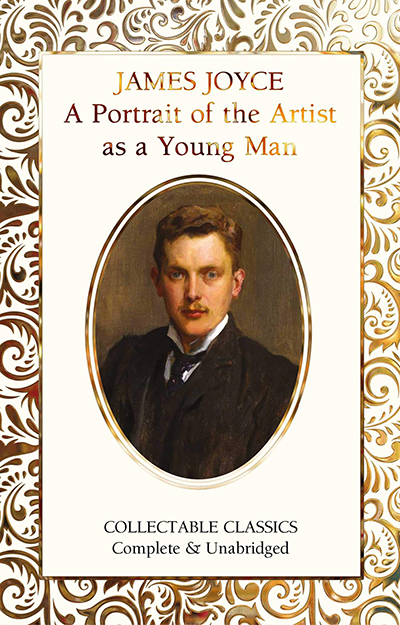 JAMES JOYCE
A Portrait of the Artist
as a Young Man
COLLECTABLE CLASSICS
Complete & Unabridged